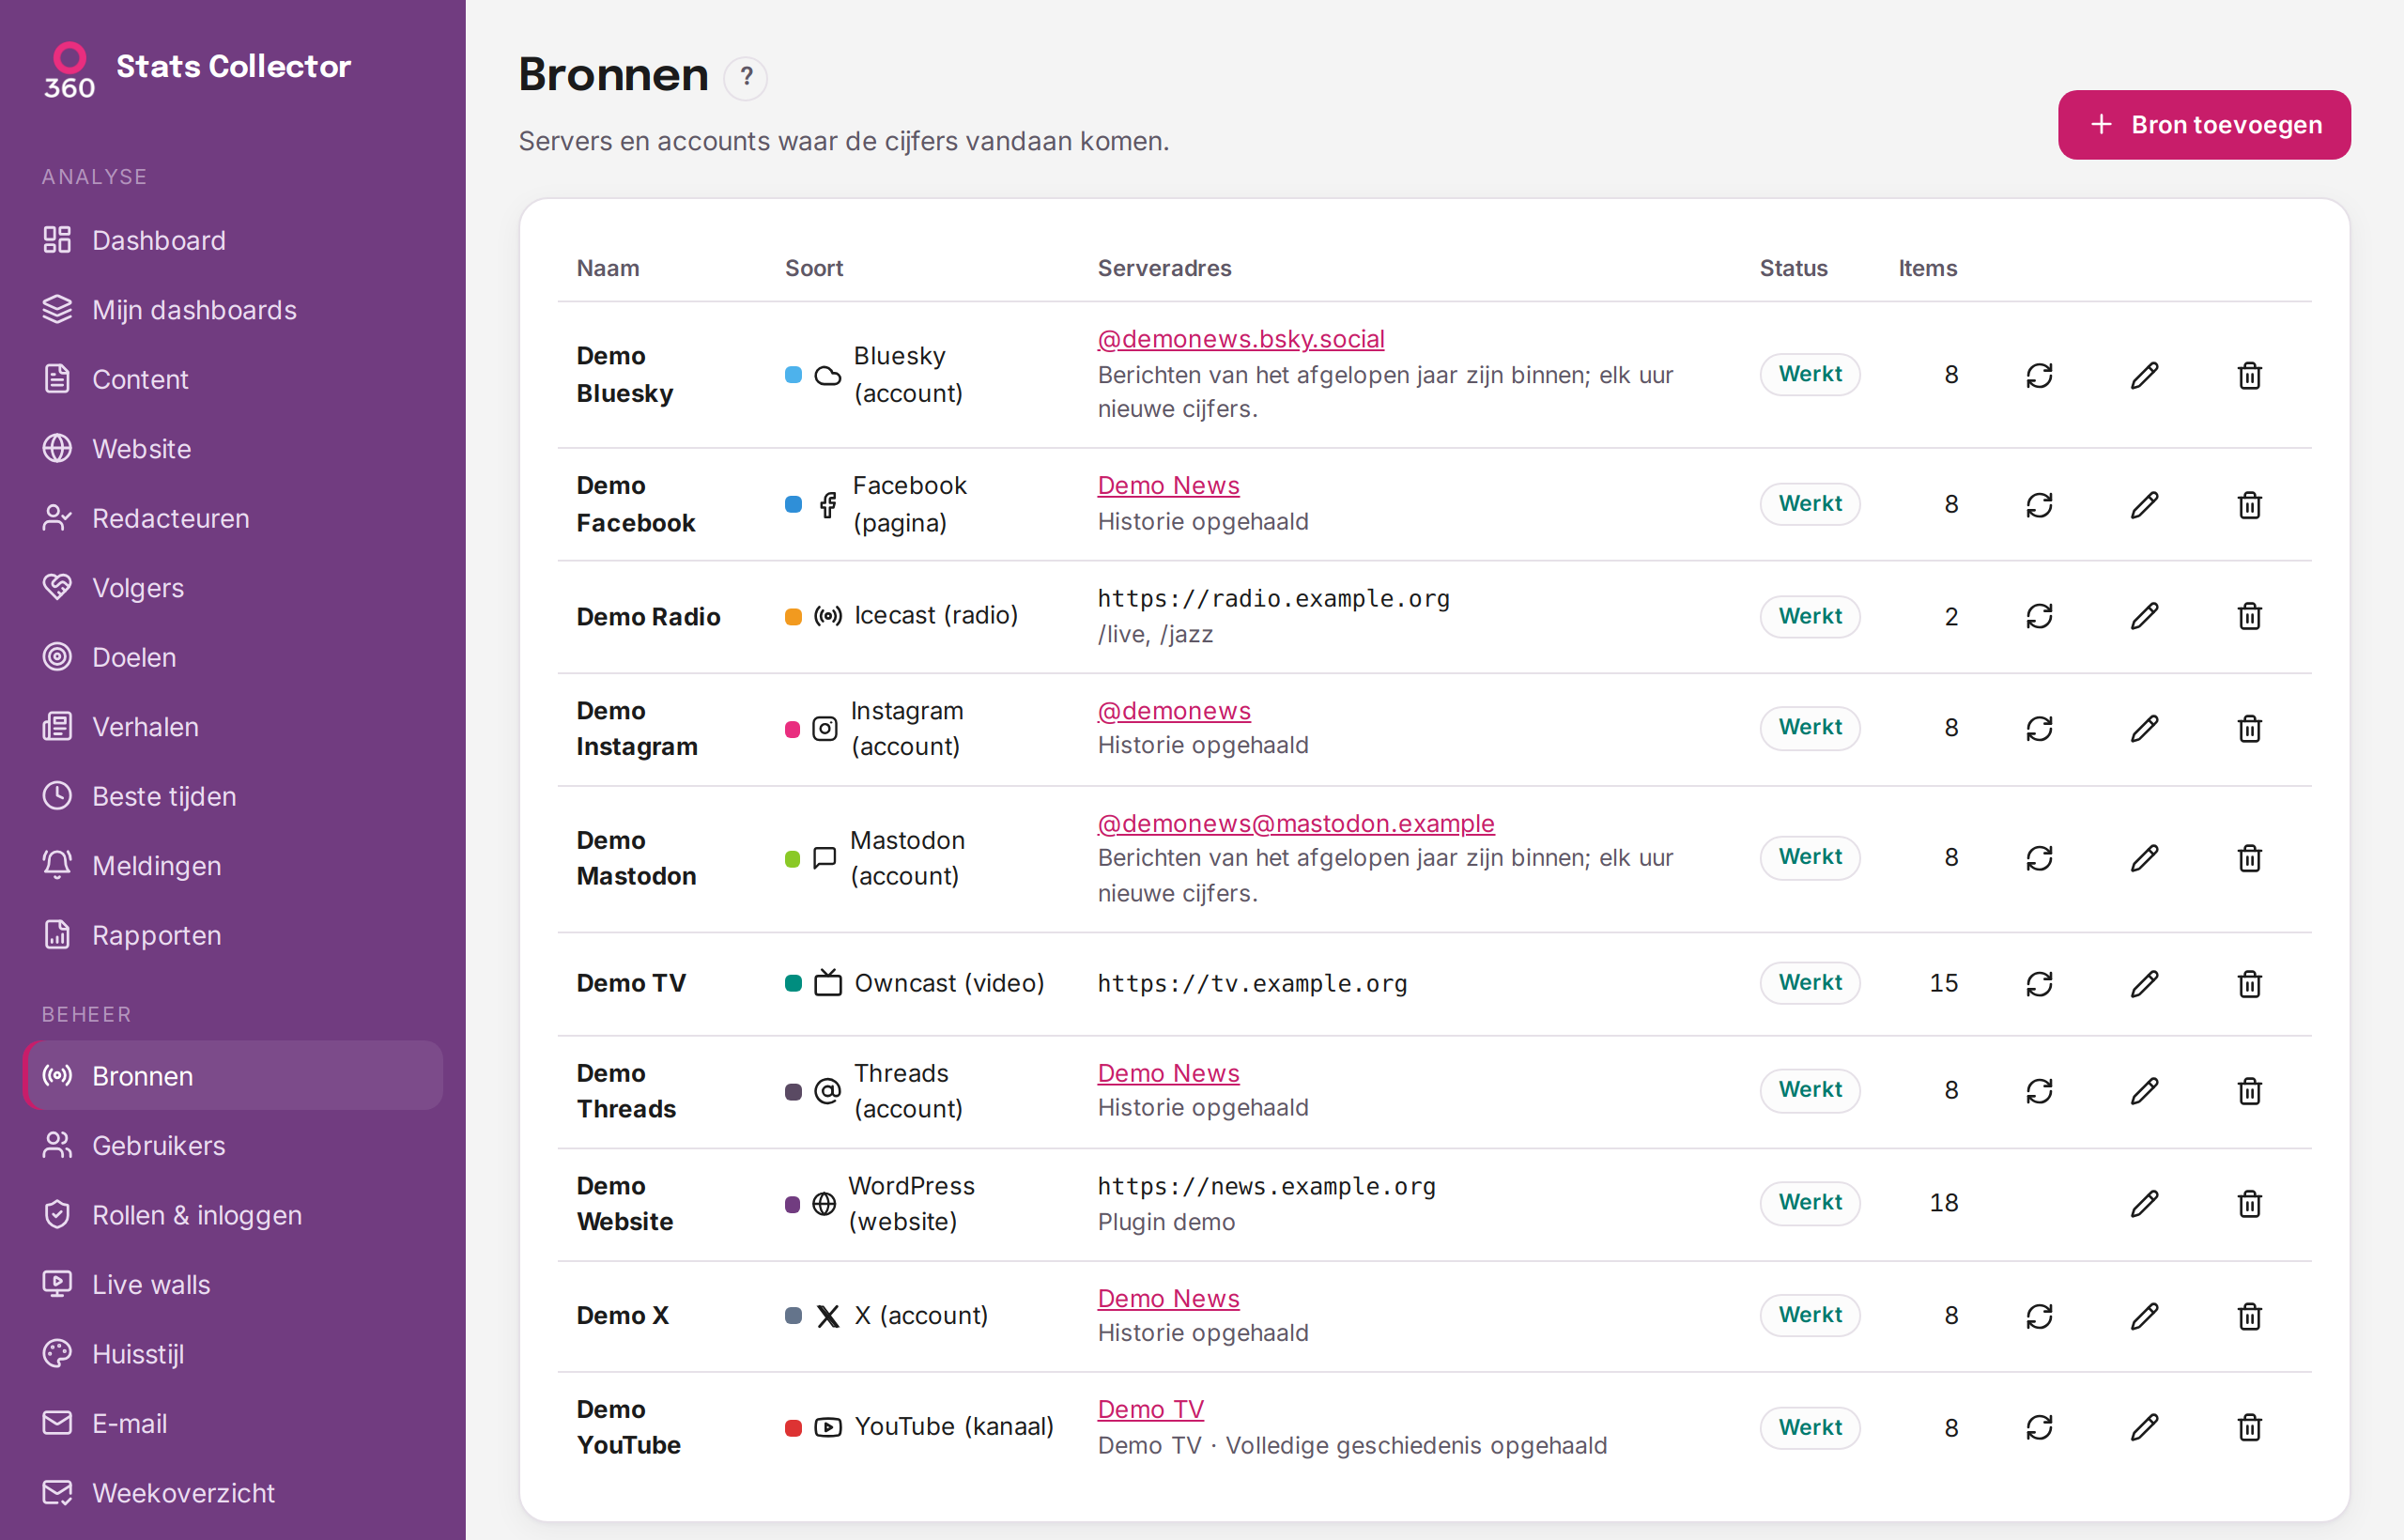 360
Stats Collector
ANALYSE
Dashboard
Mijn dashboards
Content
Website
Redacteuren
Volgers
Doelen
Verhalen
Beste tijden
Meldingen
Rapporten
BEHEER
Bronnen
Gebruikers
Rollen & inloggen
Live walls
Huisstijl
E-mail
Weekoverzicht
Bronnen ?
Servers en accounts waar de cijfers vandaan komen.
+ Bron toevoegen
Naam Soort Serveradres Status Items
Demo Bluesky
Bluesky (account)
@demonews.bsky.social
Berichten van het afgelopen jaar zijn binnen; elk uur
nieuwe cijfers.
Werkt 8
Demo Facebook
Facebook (pagina)
Demo News
Historie opgehaald
Werkt 8
Demo Radio
Icecast (radio)
https://radio.example.org
/live, /jazz
Werkt 2
Demo Instagram
Instagram (account)
@demonews
Historie opgehaald
Werkt 8
Demo Mastodon
Mastodon (account)
@demonews@mastodon.example
Berichten van het afgelopen jaar zijn binnen; elk uur
nieuwe cijfers.
Werkt 8
Demo TV
Owncast (video)
https://tv.example.org
Werkt 15
Demo Threads
Threads (account)
Demo News
Historie opgehaald
Werkt 8
Demo Website
WordPress (website)
https://news.example.org
Plugin demo
Werkt 18
Demo X
X (account)
Demo News
Historie opgehaald
Werkt 8
Demo YouTube
YouTube (kanaal)
Demo TV
Demo TV · Volledige geschiedenis opgehaald
Werkt 8